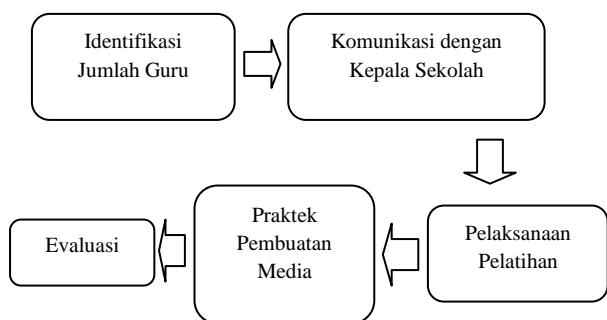 Identifikasi
Jumlah Guru
Komunikasi dengan
Kepala Sekolah
Pelaksanaan
Pelatihan
Praktek
Pembuatan
Media
Evaluasi